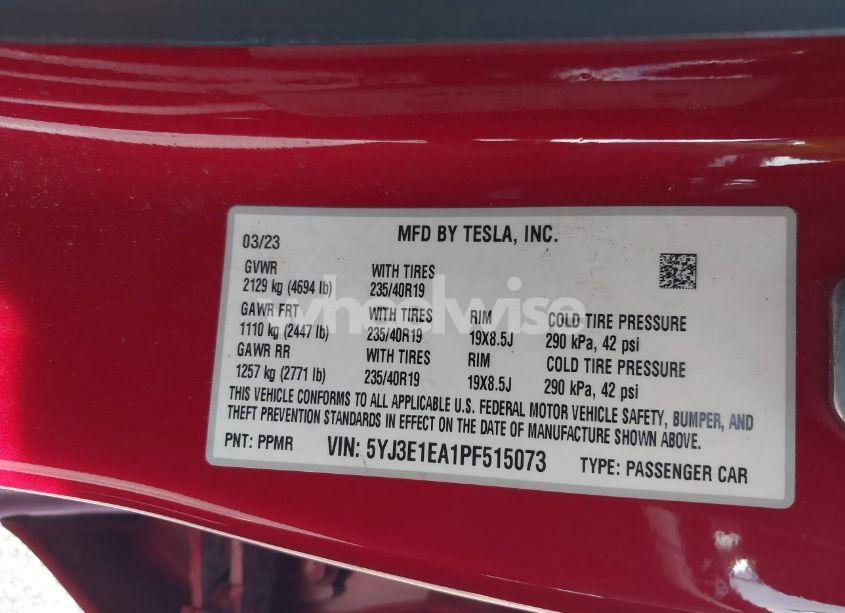 MFD BY TESLA, INC.
03/23
GVWR WITH TIRES
2129 kg (4694 lb) 235/40R19
GAWR FRT WITH TIRES RIM COLD TIRE PRESSURE
1110 kg (2447 lb) 235/40R19 19X8.5J 290 kPa, 42 psi
GAWR RR WITH TIRES RIM COLD TIRE PRESSURE
1257 kg (2771 lb) 235/40R19 19X8.5J 290 kPa, 42 psi
THIS VEHICLE CONFORMS TO ALL APPLICABLE U.S. FEDERAL MOTOR VEHICLE SAFETY, BUMPER, AND
THEFT PREVENTION STANDARDS IN EFFECT ON THE DATE OF MANUFACTURE SHOWN ABOVE.
PNT: PPMR VIN: 5YJ3E1EA1PF515073 TYPE: PASSENGER CAR
wheelwise